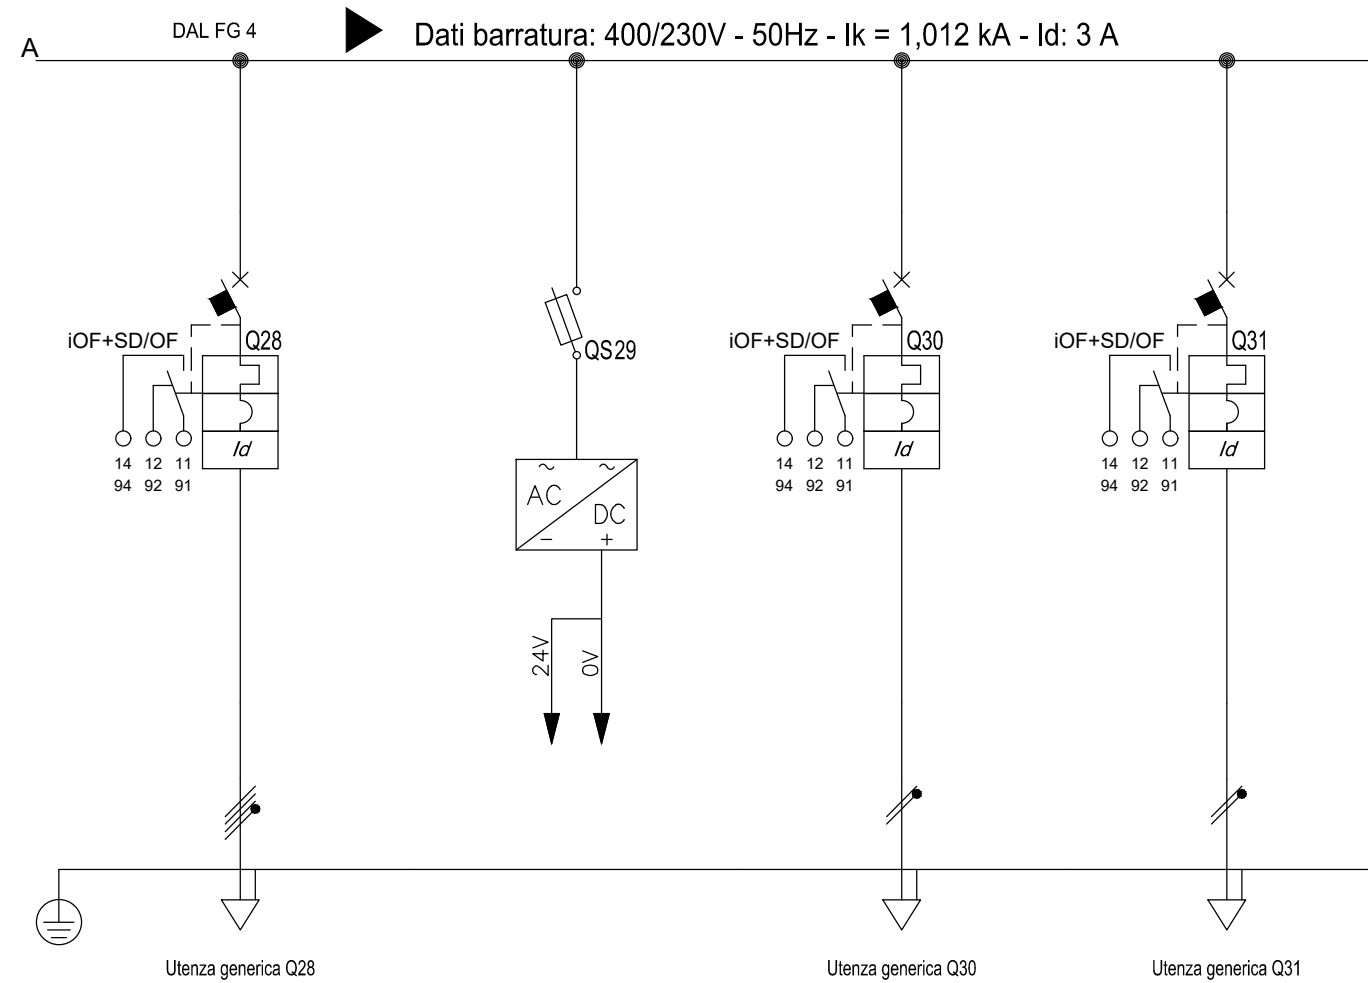 DAL FG 4
Dati barratura: 400/230V - 50Hz - Ik = 1,012 kA - Id: 3 A
A
iOF+SD/OF
Q28
14 12 11
94 92 91
Id
QS29
AC
DC
24V
0V
iOF+SD/OF
Q30
14 12 11
94 92 91
Id
iOF+SD/OF
Q31
14 12 11
94 92 91
Id
Utenza generica Q28
Utenza generica Q30
Utenza generica Q31